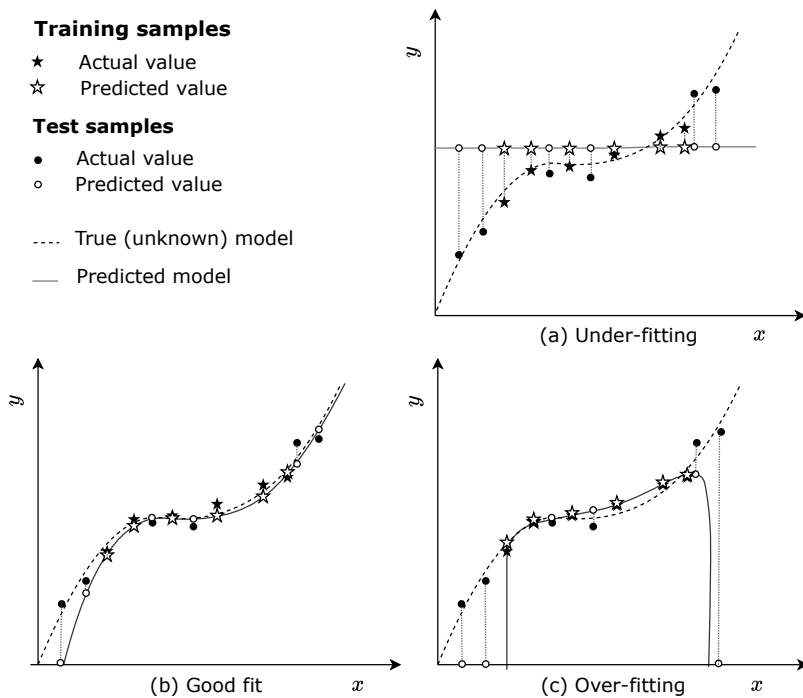 Training samples
Actual value
Predicted value
Test samples
Actual value
Predicted value
True (unknown) model
Predicted model
y
(a) Under-fitting
x
y
(b) Good fit
x
y
(c) Over-fitting
x